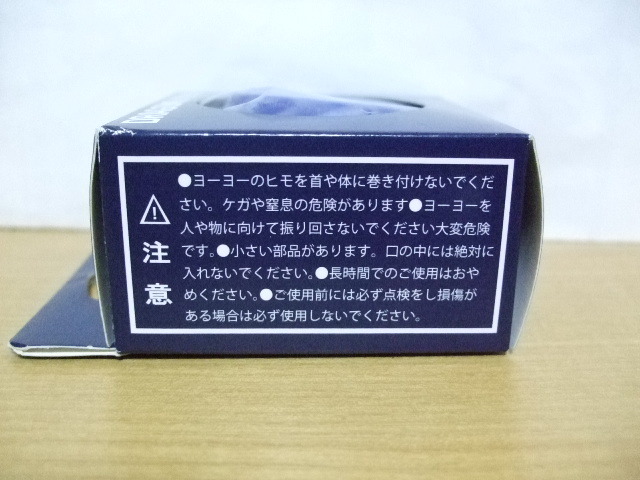 ⚠注意
●ヨーヨーのヒモを首や体に巻き付けないでくだ
さい。ケガや窒息の危険があります●ヨーヨーを
人や物に向けて振り回さないでください大変危険
です。●小さい部品があります。口の中には絶対に
入れないでください。●長時間でのご使用はおや
めください。●ご使用前には必ず点検をし損傷が
ある場合は必ず使用しないでください。